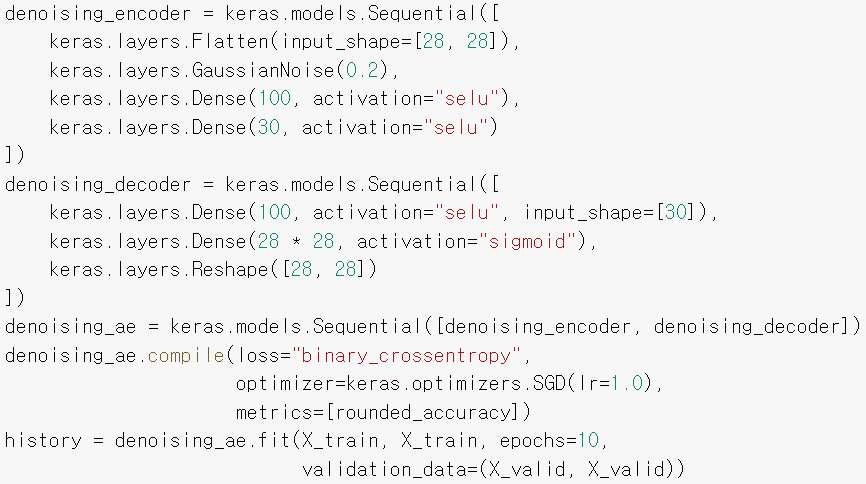 denoising_encoder = keras.models.Sequential([
    keras.layers.Flatten(input_shape=[28, 28]),
    keras.layers.GaussianNoise(0.2),
    keras.layers.Dense(100, activation="selu"),
    keras.layers.Dense(30, activation="selu")
])
denoising_decoder = keras.models.Sequential([
    keras.layers.Dense(100, activation="selu", input_shape=[30]),
    keras.layers.Dense(28 * 28, activation="sigmoid"),
    keras.layers.Reshape([28, 28])
])
denoising_ae = keras.models.Sequential([denoising_encoder, denoising_decoder])
denoising_ae.compile(loss="binary_crossentropy",
                     optimizer=keras.optimizers.SGD(lr=1.0),
                     metrics=[rounded_accuracy])
history = denoising_ae.fit(X_train, X_train, epochs=10,
                           validation_data=(X_valid, X_valid))